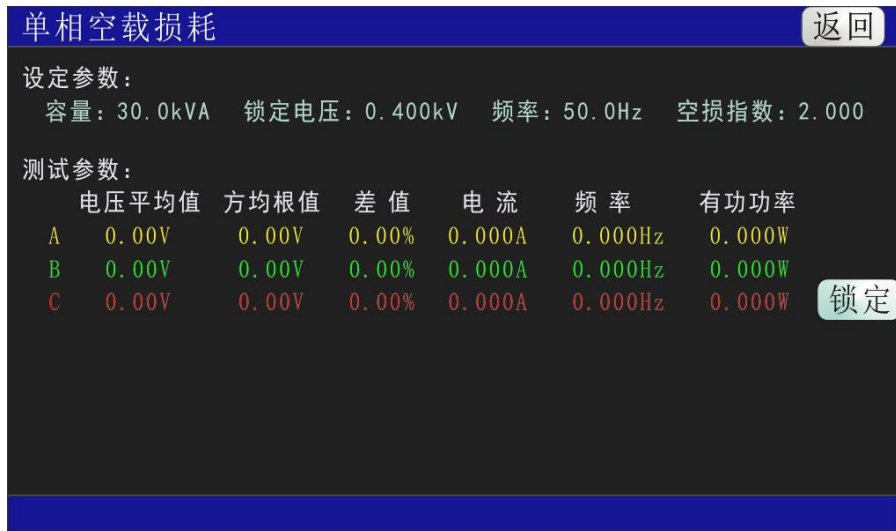 单相空载损耗 返回
设定参数:
容量: 30.0kVA 锁定电压: 0.400kV 频率: 50.0Hz 空损指数: 2.000
测试参数:
电压平均值 方均根值 差 值 电 流 频 率 有功功率
A 0.00V 0.00V 0.00% 0.000A 0.000Hz 0.000W
B 0.00V 0.00V 0.00% 0.000A 0.000Hz 0.000W
C 0.00V 0.00V 0.00% 0.000A 0.000Hz 0.000W 锁定